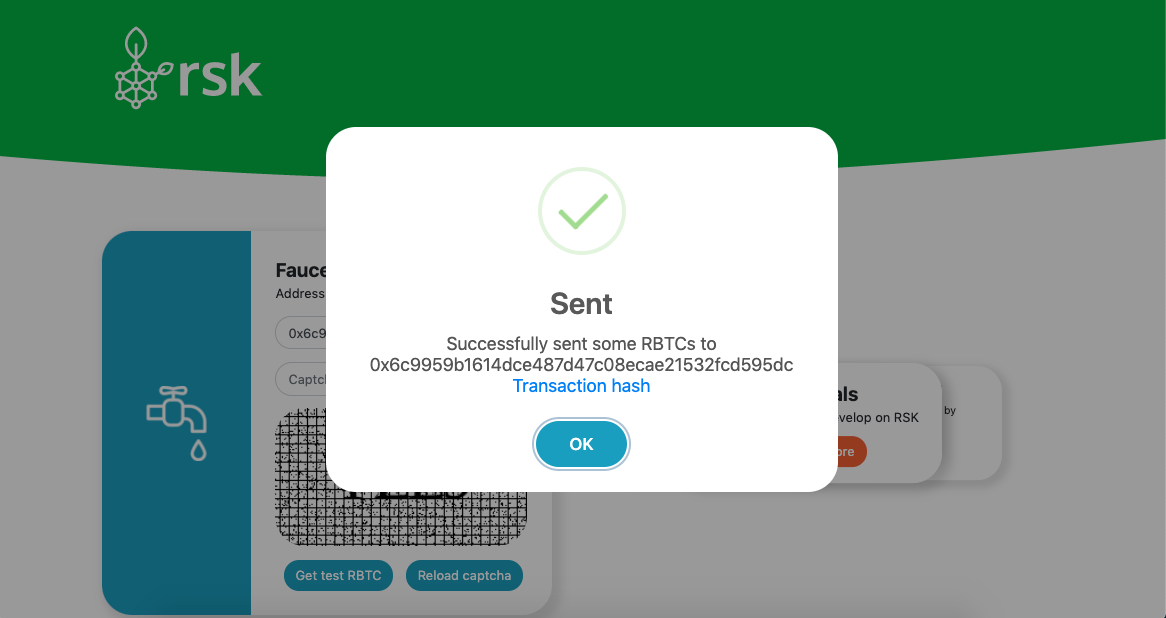 rsk
Sent
Successfully sent some RBTCs to
0x6c9959b1614dce487d47c08ecae21532fcd595dc
Transaction hash
OK
Fauce
Address
0x6c9
Captc
Get test RBTC
Reload captcha
als
velop on RSK
ore
by